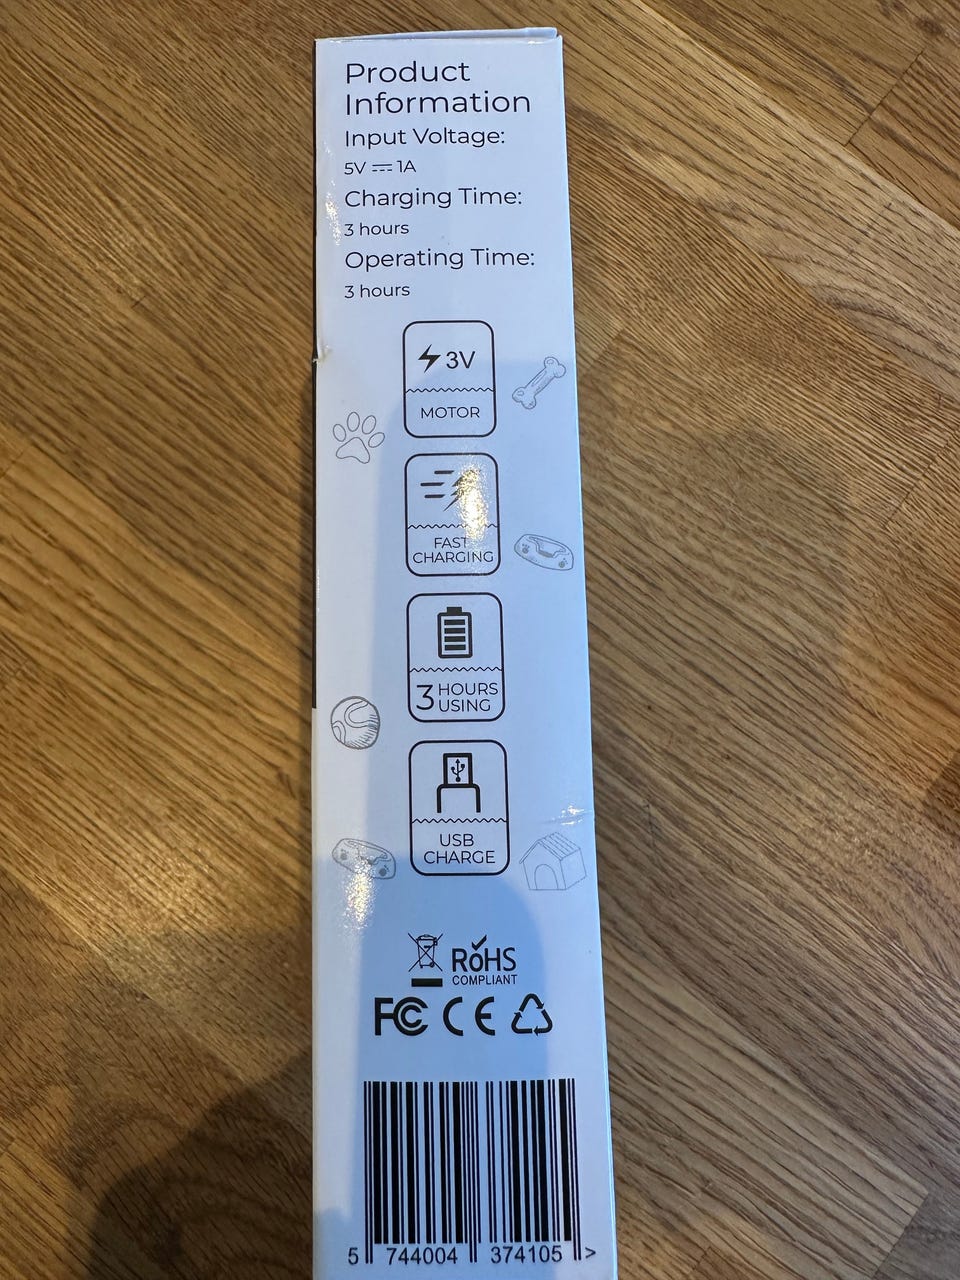 Product
Information
Input Voltage:
5V ⎓ 1A
Charging Time:
3 hours
Operating Time:
3 hours
3V
MOTOR
FAST
CHARGING
3 HOURS
USING
USB
CHARGE
RoHS
COMPLIANT
FC CE
5 744004 374105 >